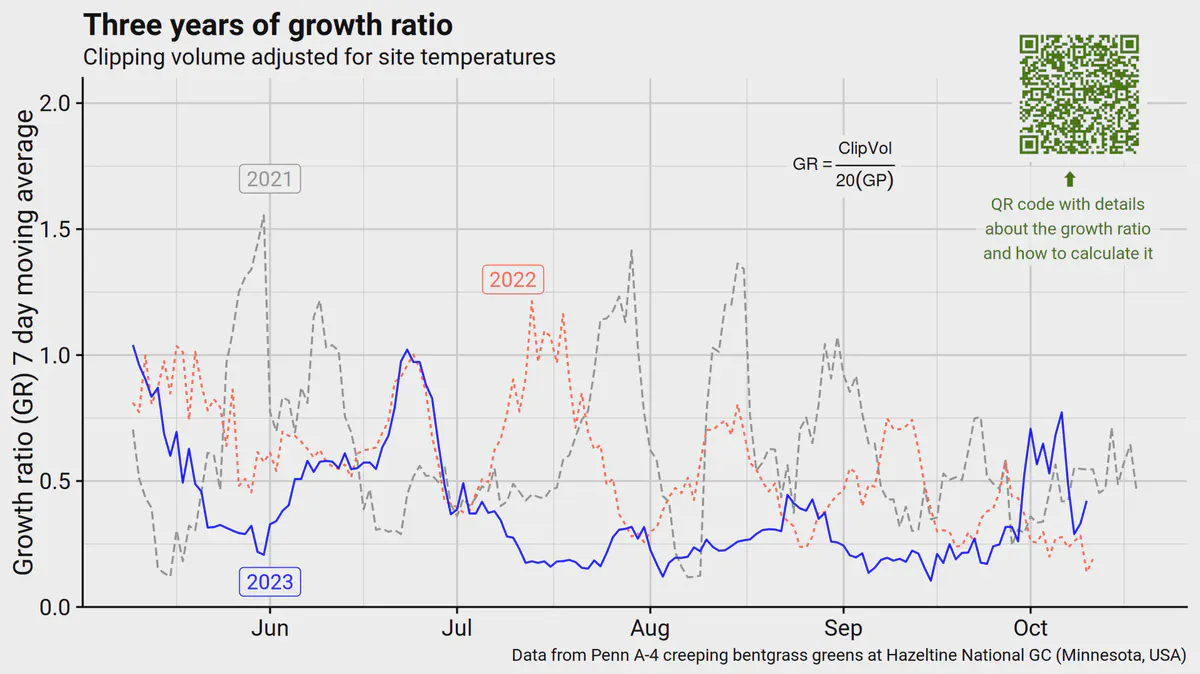 Three years of growth ratio
Clipping volume adjusted for site temperatures
Growth ratio (GR) 7 day moving average
2.0
1.5
1.0
0.5
0.0
2021
2022
2023
GR = ClipVol
20(GP)
QR code with details
about the growth ratio
and how to calculate it
Jun
Jul
Aug
Sep
Oct
Data from Penn A-4 creeping bentgrass greens at Hazeltine National GC (Minnesota, USA)